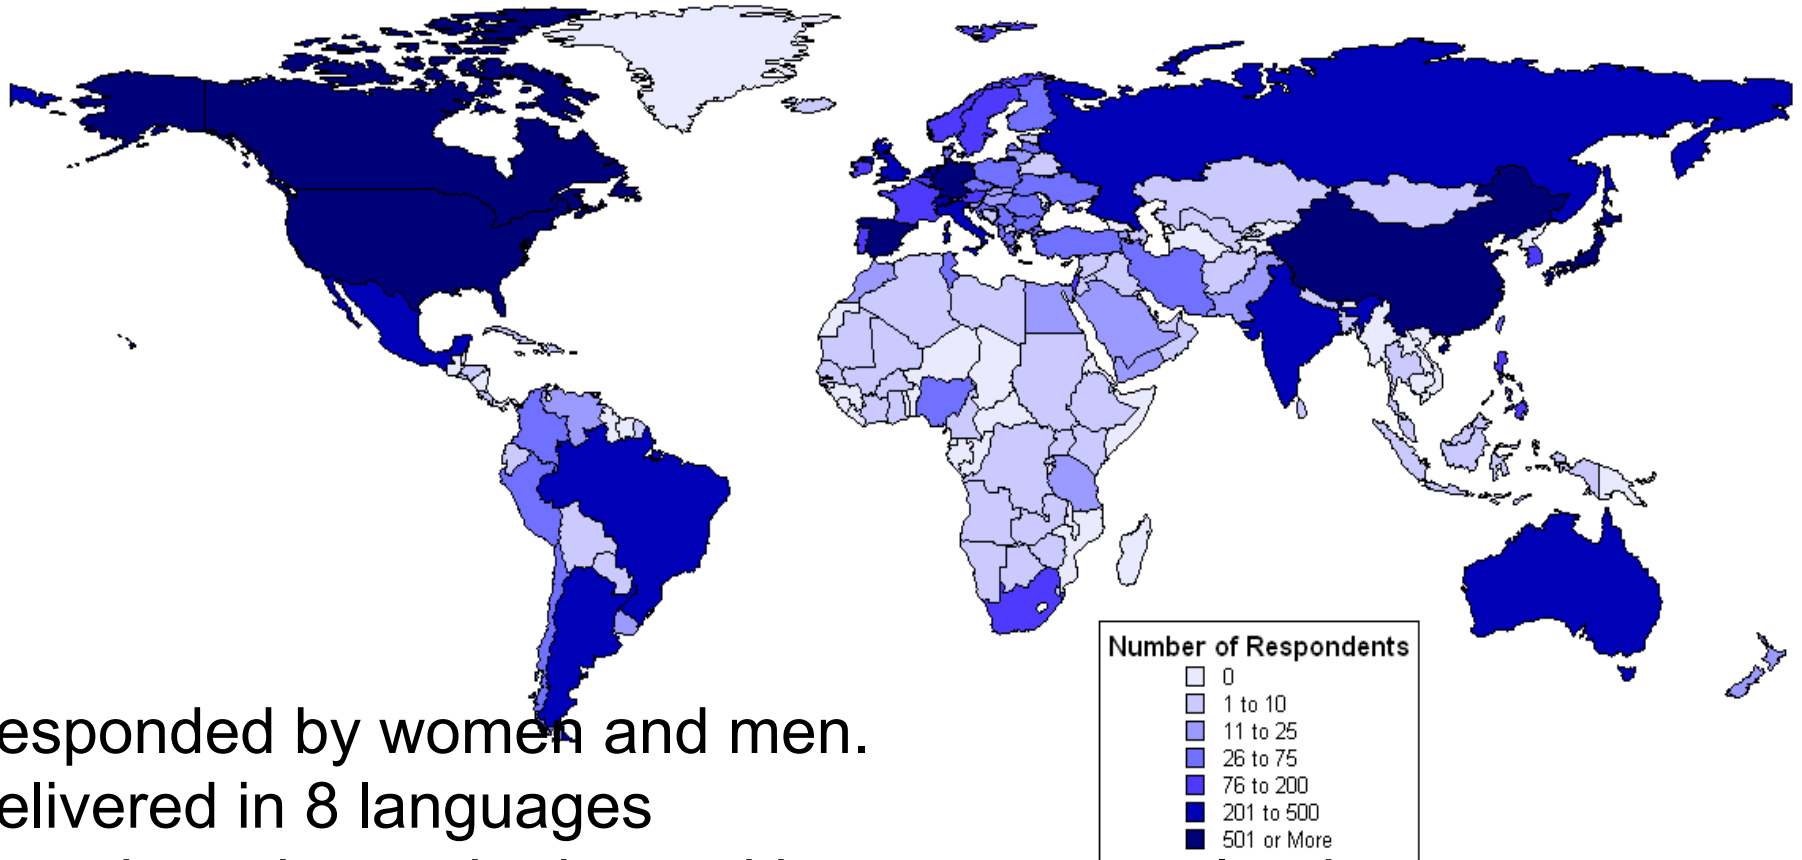 Number of Respondents
0
1 to 10
11 to 25
26 to 75
76 to 200
201 to 500
501 or More
esponded by women and men.
elivered in 8 languages